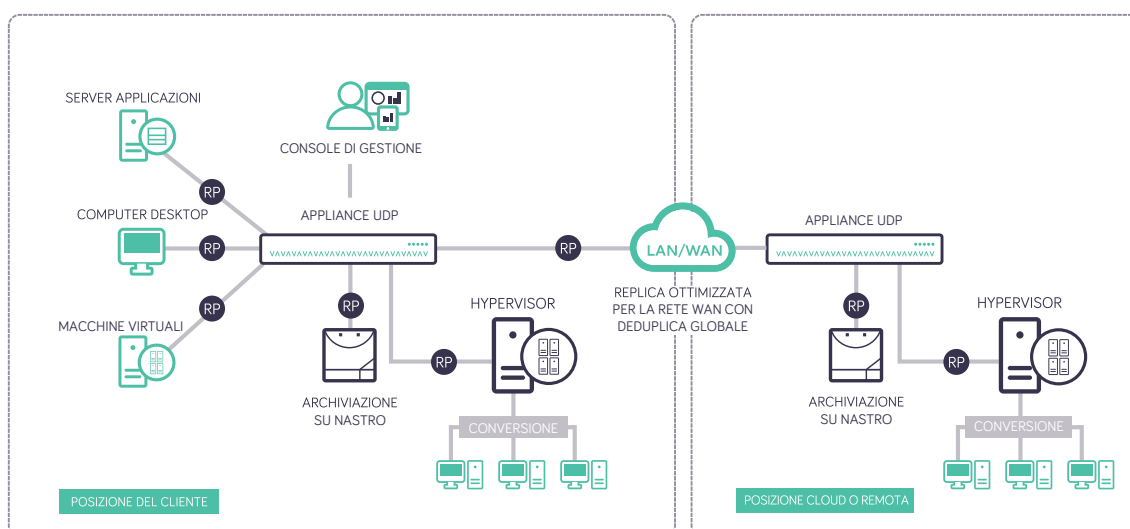 SERVER APPLICAZIONI
CONSOLE DI GESTIONE
RP
COMPUTER DESKTOP
APPLIANCE UDP
APPLIANCE UDP
RP
RP
LAN/WAN
REPLICA OTTIMIZZATA
PER LA RETE WAN CON
DEDUPLICA GLOBALE
RP
MACCHINE VIRTUALI
RP
HYPERVISOR
RP
ARCHIVIAZIONE
SU NASTRO
CONVERSIONE
RP
HYPERVISOR
RP
ARCHIVIAZIONE
SU NASTRO
CONVERSIONE
POSIZIONE DEL CLIENTE
POSIZIONE CLOUD O REMOTA